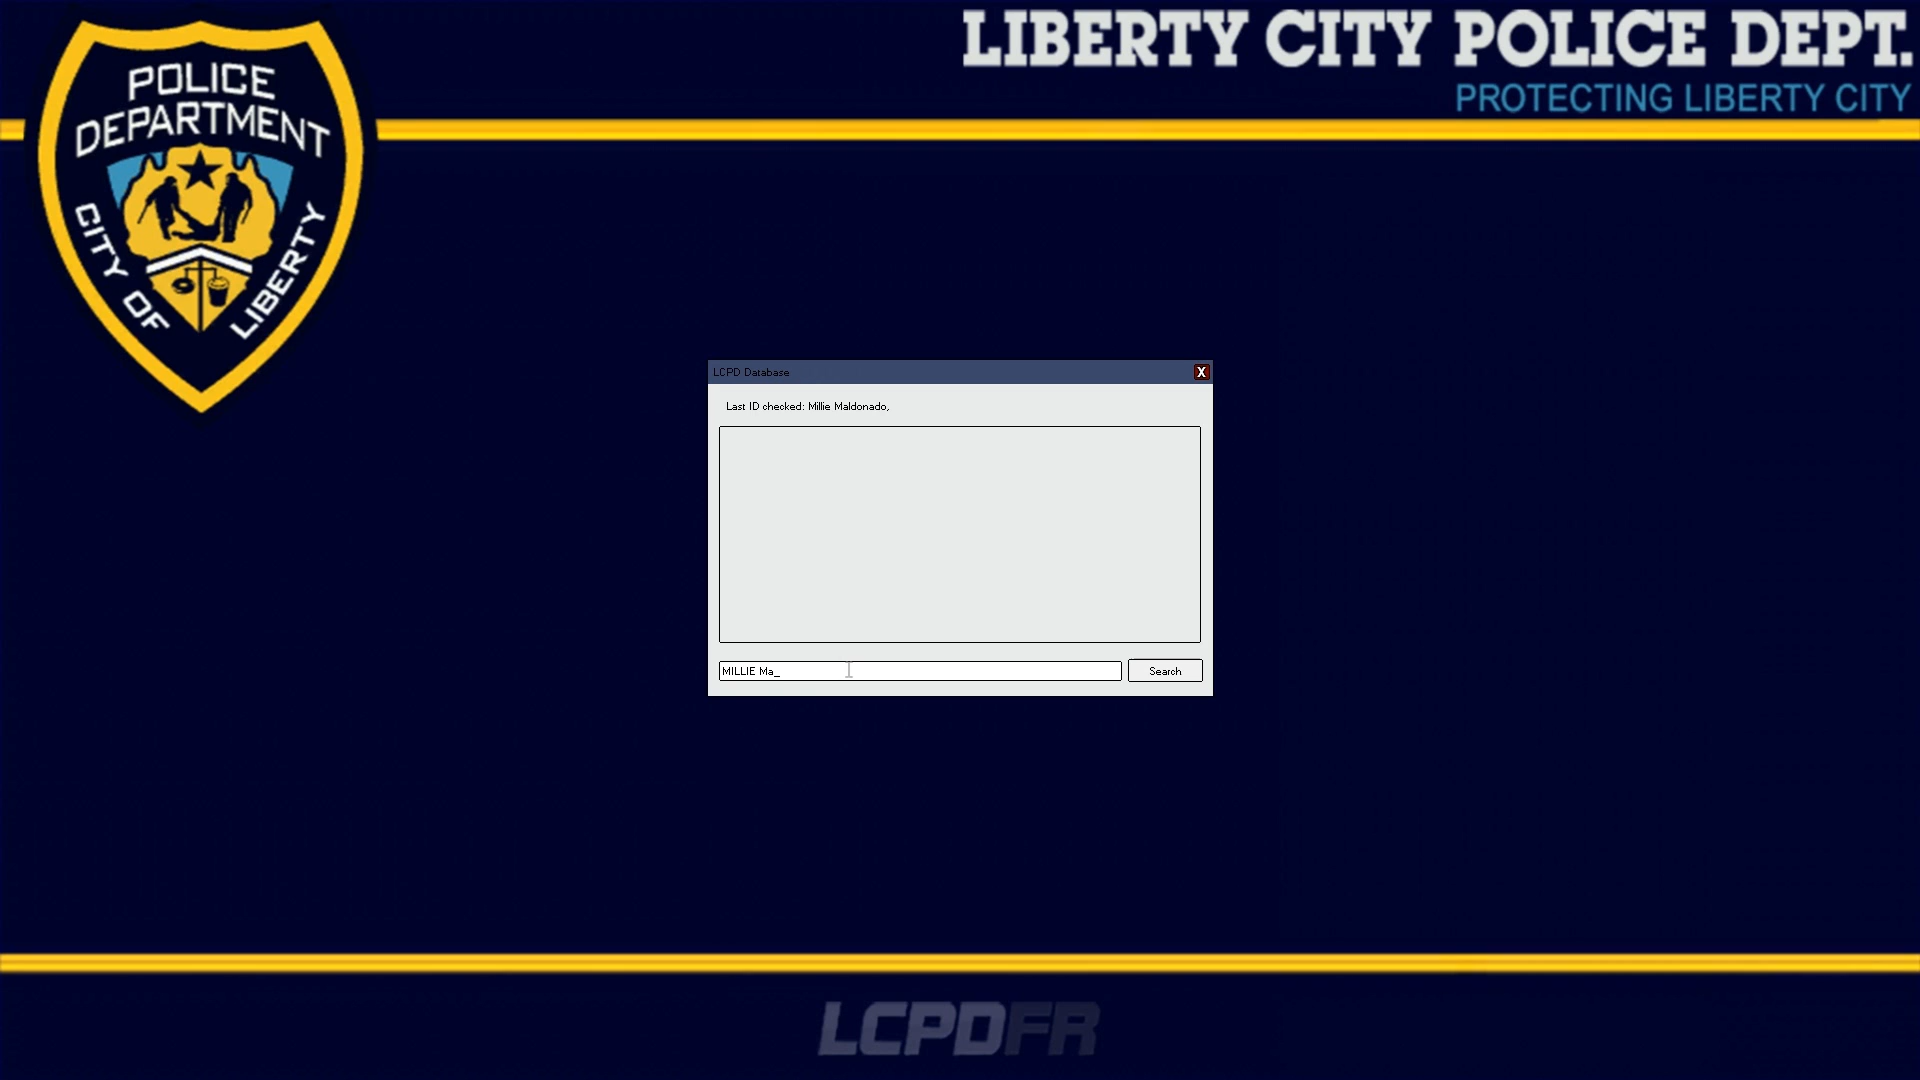 LIBERTY CITY POLICE DEPT.
PROTECTING LIBERTY CITY
POLICE
DEPARTMENT
CITY OF LIBERTY
LCPD Database
X
Last ID checked: Millie Maldonado,
MILLIE Ma_
Search
LCPDFR